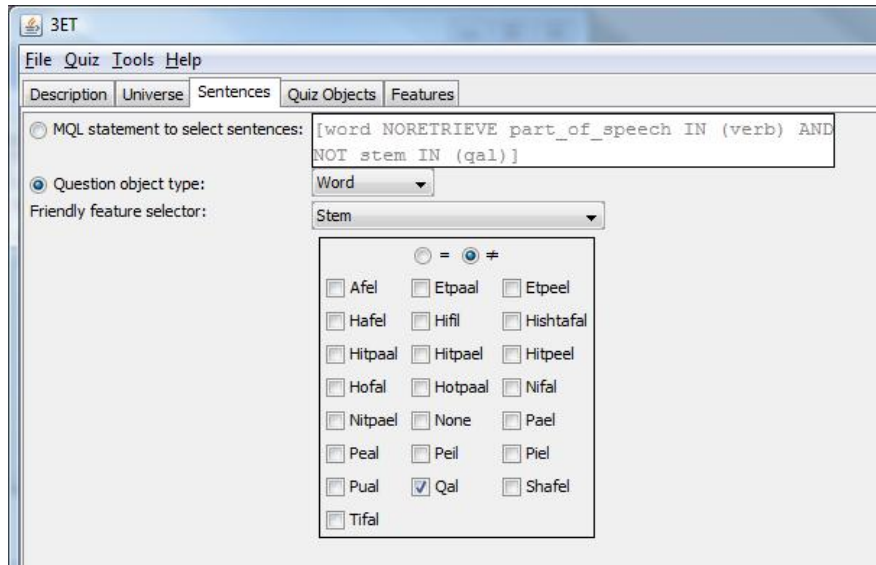 3ET
File Quiz Tools Help
Description Universe Sentences Quiz Objects Features
MQL statement to select sentences: [word NORETRIEVE part_of_speech IN (verb) AND
NOT stem IN (qal)]
Question object type: Word
Friendly feature selector: Stem
= ≠
Afel Etpaal Etpeel
Hafel Hifil Hishtafal
Hitpaal Hitpael Hitpeel
Hofal Hotpaal Nifal
Nitpael None Pael
Peal Peil Piel
Pual Qal Shafel
Tifal